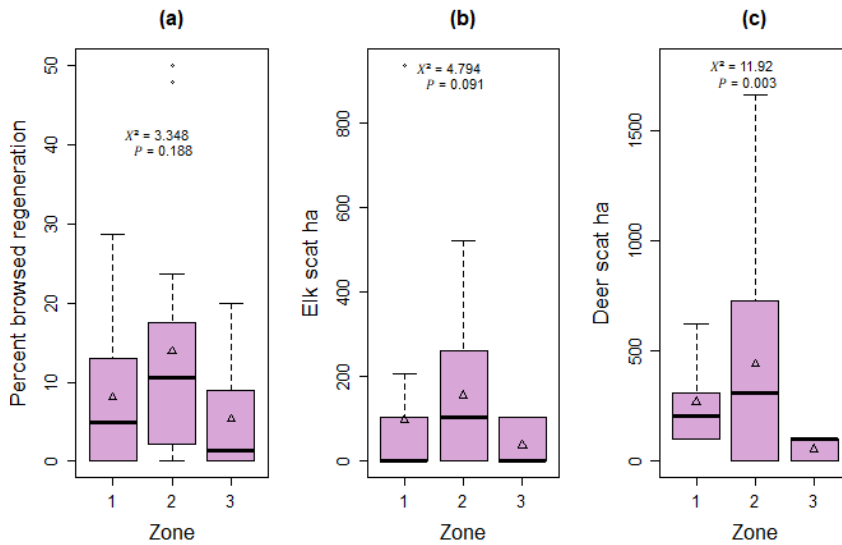 (a)
X² = 3.348
P = 0.188
Percent browsed regeneration
0
10
20
30
40
50
1 2 3
Zone
(b)
X² = 4.794
P = 0.091
Elk scat ha
0
200
400
600
800
1 2 3
Zone
(c)
X² = 11.92
P = 0.003
Deer scat ha
0
500
1000
1500
1 2 3
Zone